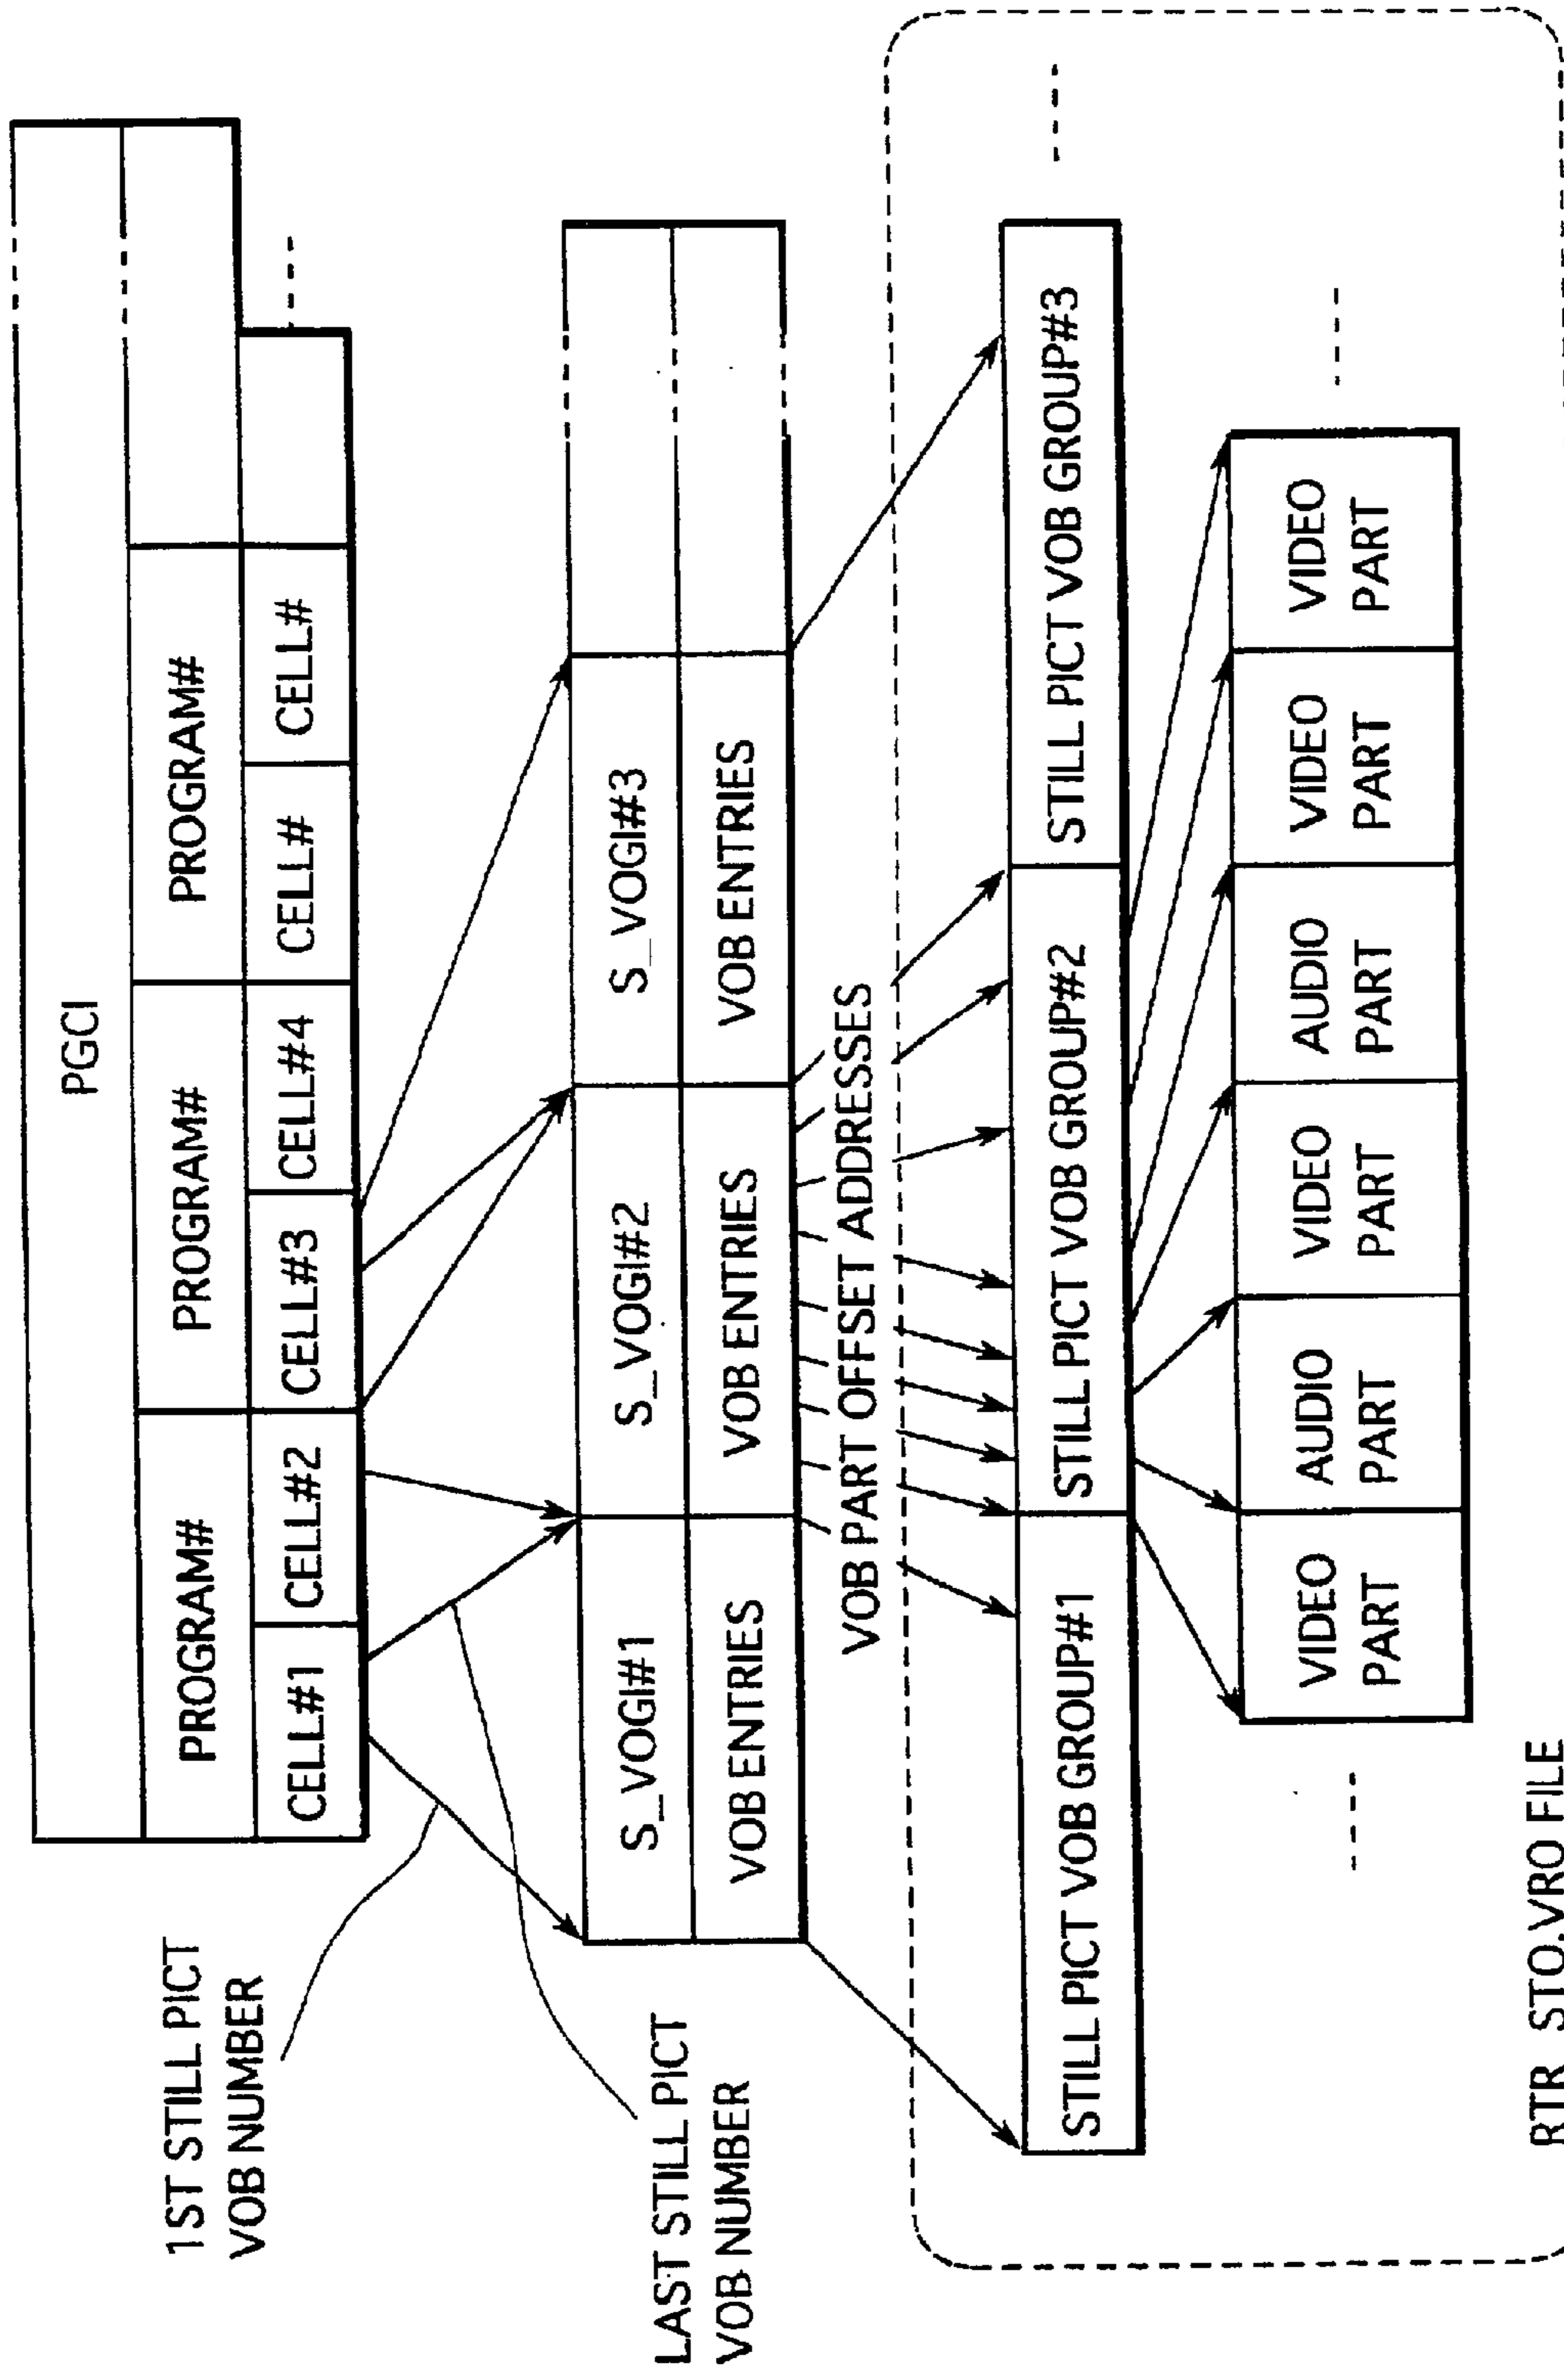 PGCI
PROGRAM# PROGRAM# PROGRAM#
CELL#1 CELL#2 CELL#3 CELL#4 CELL# CELL#
1ST STILL PICT
VOB NUMBER
LAST STILL PICT
VOB NUMBER
S_VOGI#1 S_VOGI#2 S_VOGI#3
VOB ENTRIES VOB ENTRIES VOB ENTRIES
VOB PART OFFSET ADDRESSES
STILL PICT VOB GROUP#1 STILL PICT VOB GROUP#2 STILL PICT VOB GROUP#3
VIDEO
PART
AUDIO
PART
VIDEO
PART
AUDIO
PART
VIDEO
PART
VIDEO
PART
RTR_STO.VRO FILE